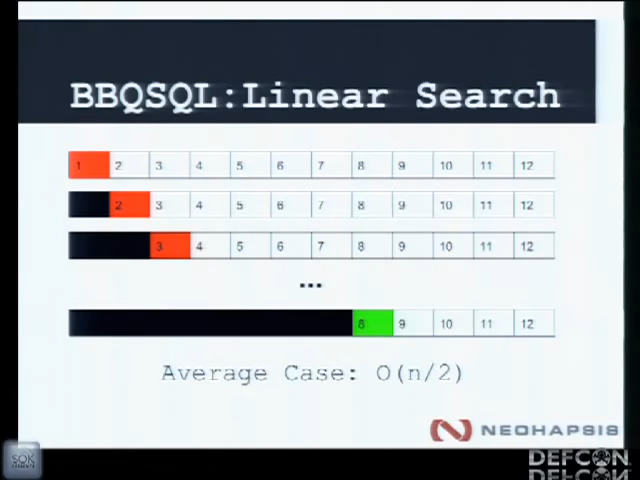 BBQSQL:Linear Search
1 2 3 4 5 6 7 8 9 10 11 12
2 3 4 5 6 7 8 9 10 11 12
3 4 5 6 7 8 9 10 11 12
...
8 9 10 11 12
Average Case: O(n/2)
NEOHAPSIS
SOK
DEFCON